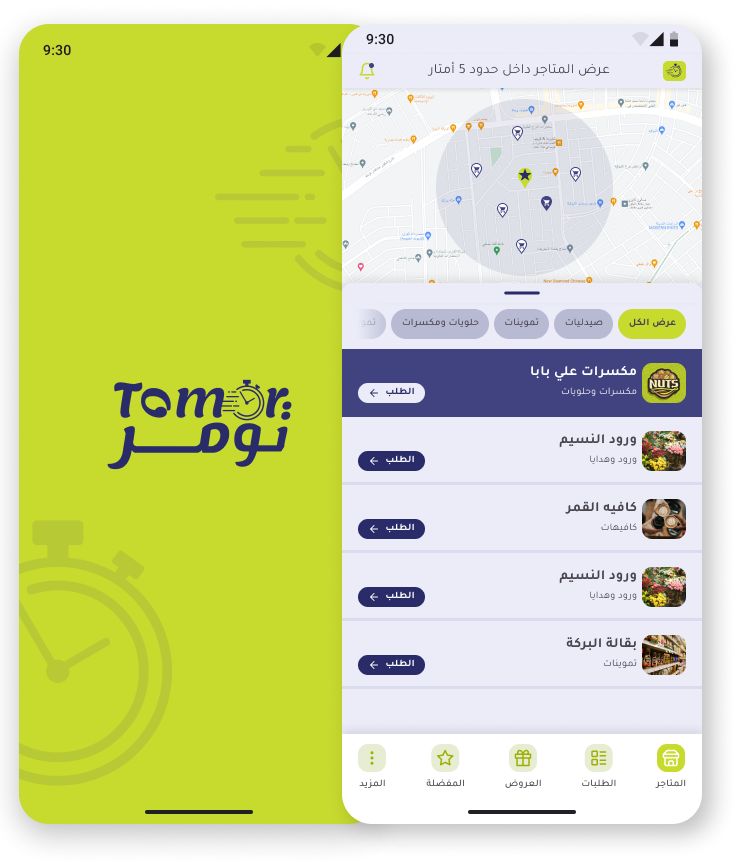 9:30
Tomor
تومر
9:30
عرض المتاجر داخل حدود 5 أمتار
عرض الكل
صيدليات
تموينات
حلويات ومكسرات
تمو
NUTS
مكسرات علي بابا
مكسرات وحلويات
الطلب
ورود النسيم
ورود وهدايا
الطلب
كافيه القمر
كافيهات
الطلب
ورود النسيم
ورود وهدايا
الطلب
بقالة البركة
تموينات
الطلب
المتاجر
الطلبات
العروض
المفضلة
المزيد